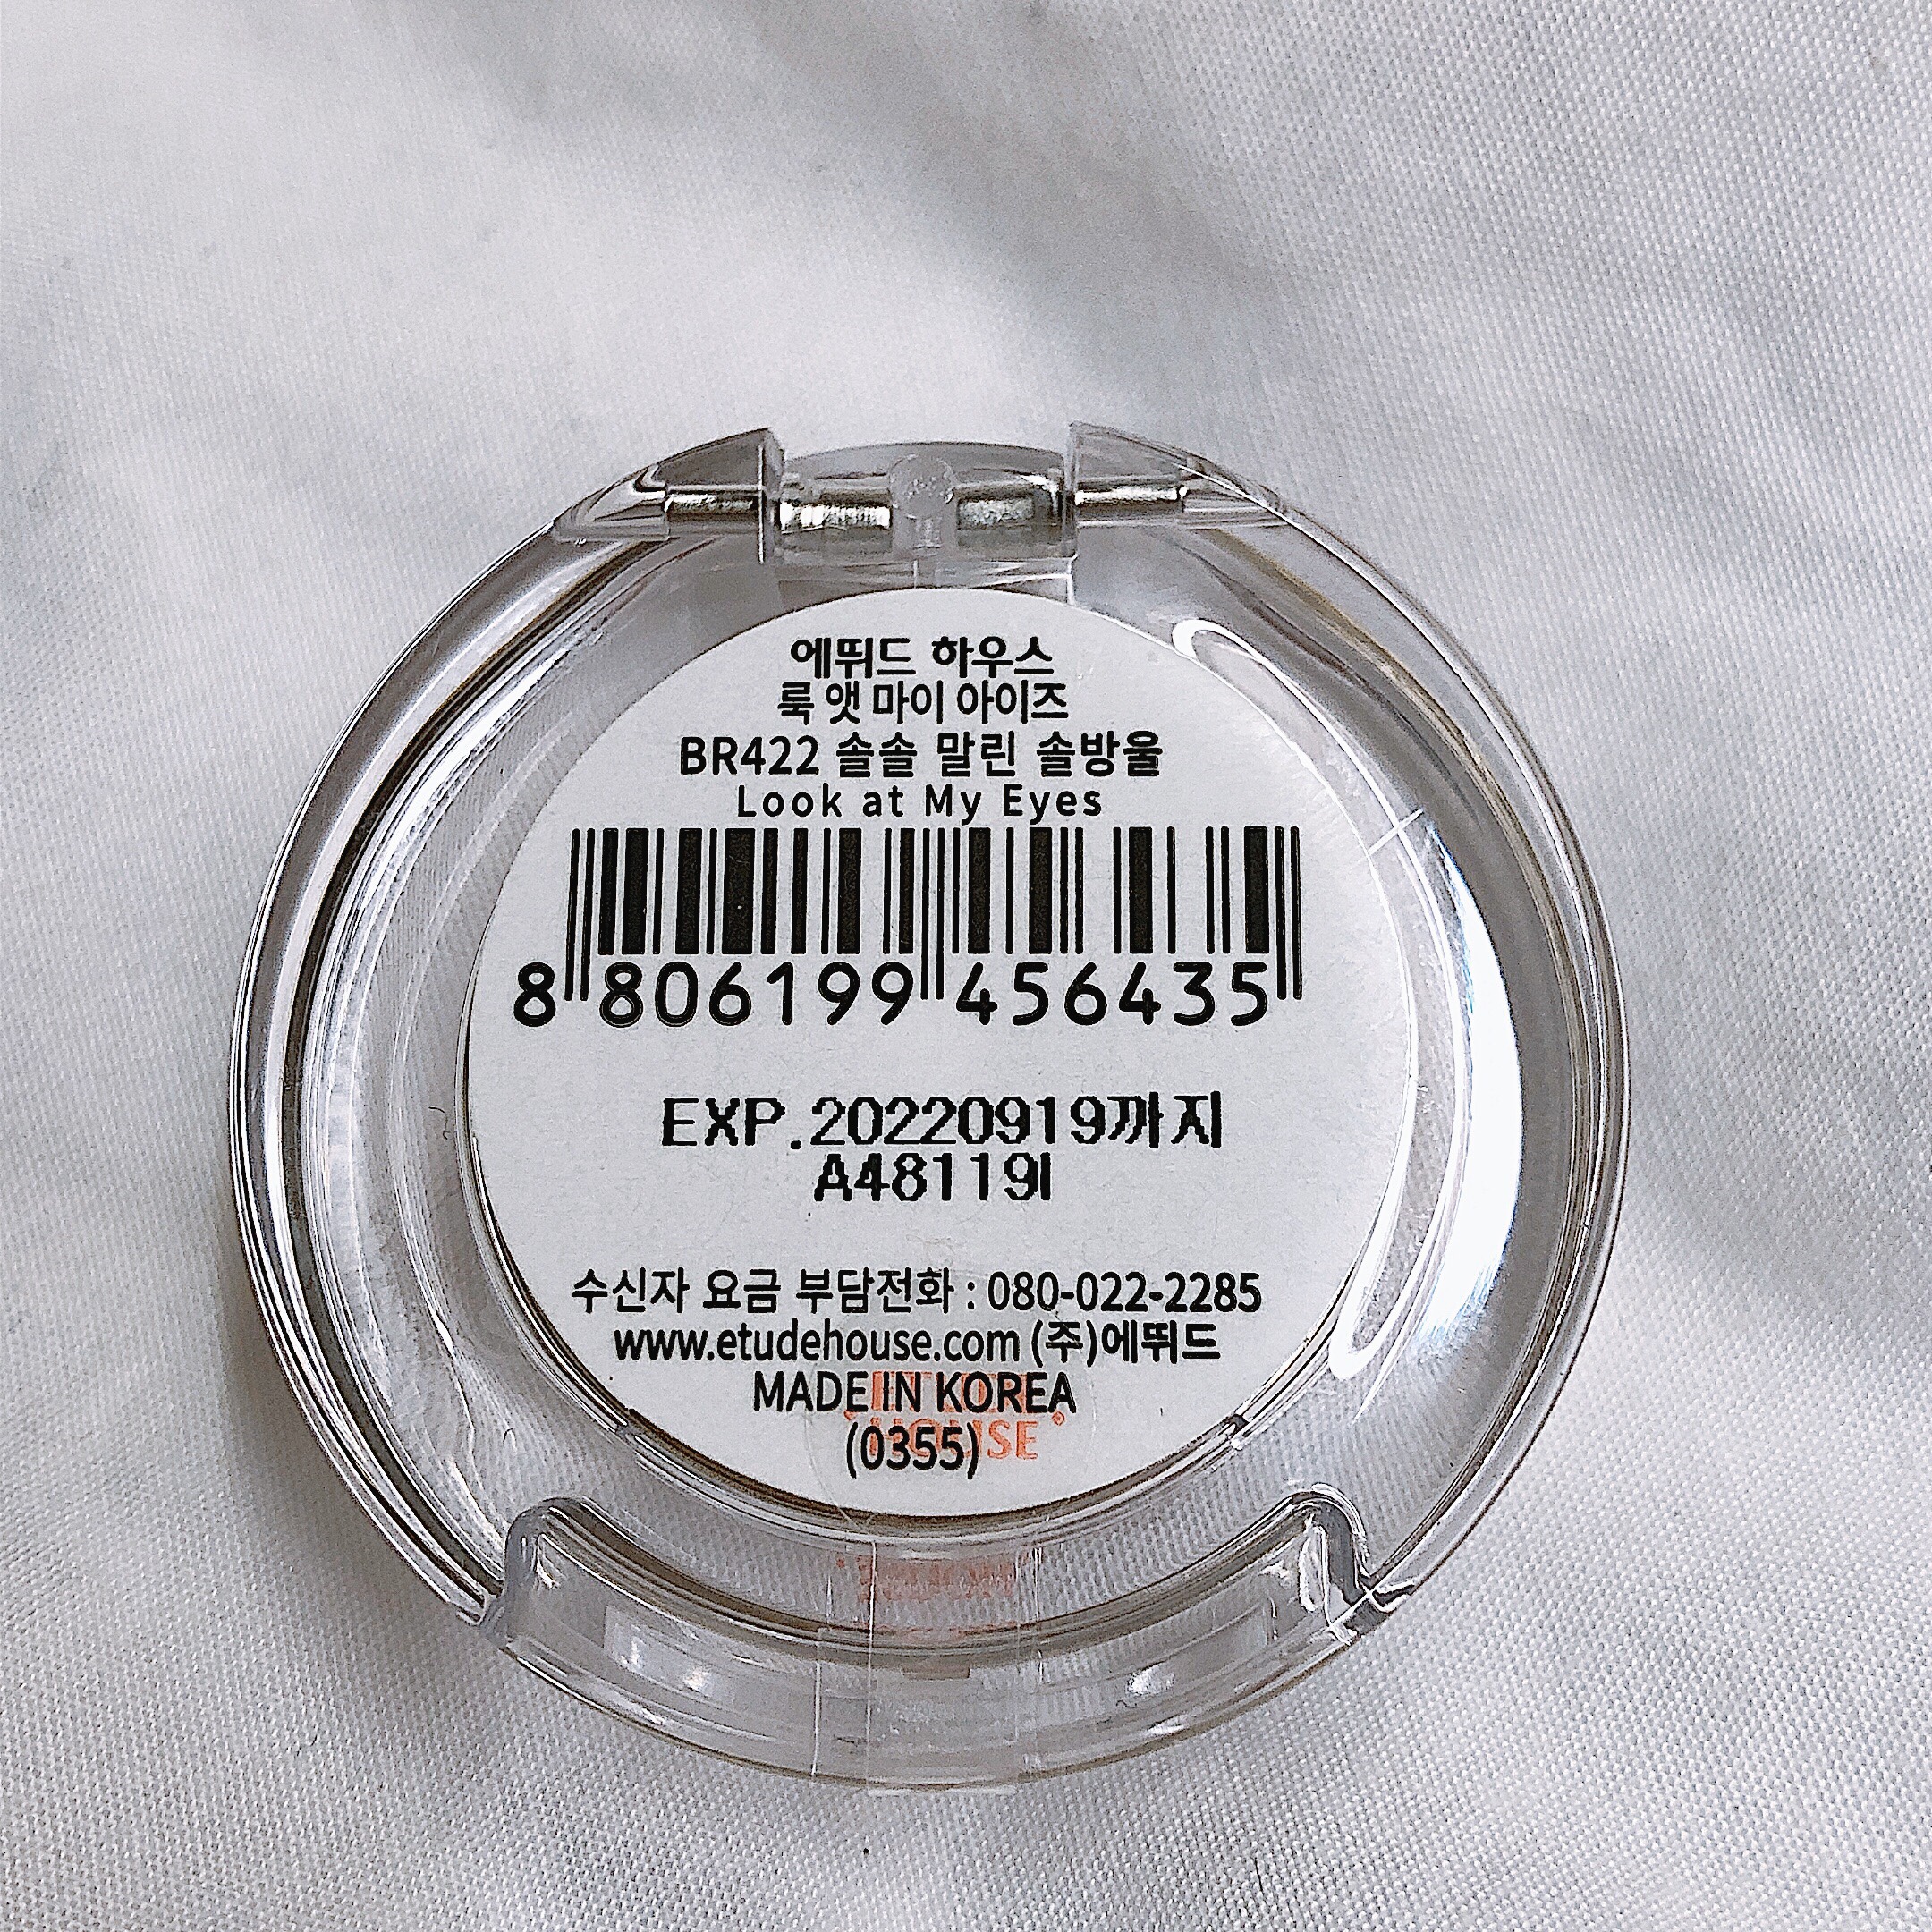 에뛰드 하우스
룩 앳 마이 아이즈
BR422 솔솔 말린 솔방울
Look at My Eyes
8 806199 456435
EXP.20220919까지
A48119I
수신자 요금 부담전화 : 080-022-2285
www.etudehouse.com (주)에뛰드
MADE IN KOREA
(0355)
HOUSE